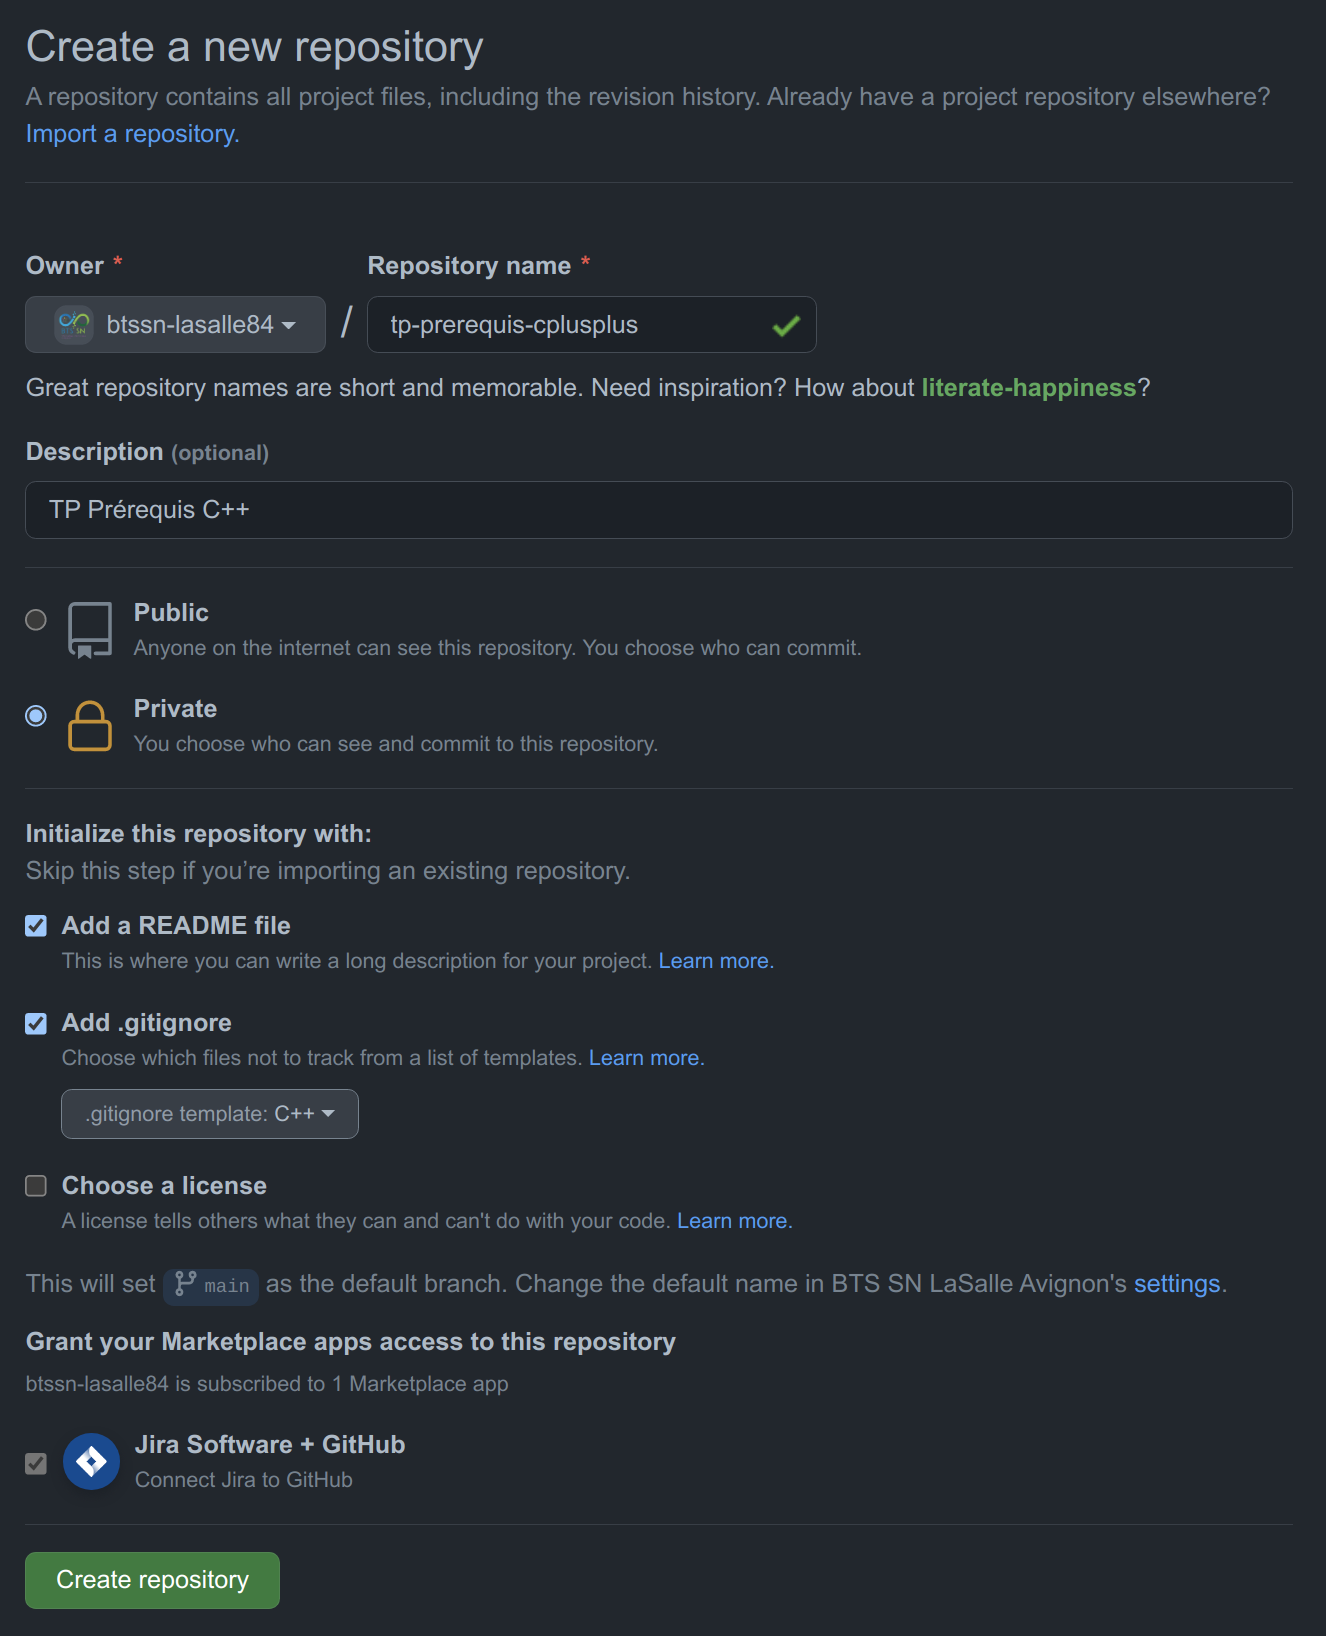 Create a new repository
A repository contains all project files, including the revision history. Already have a project repository elsewhere?
Import a repository.
Owner * Repository name *
btssn-lasalle84 / tp-prerequis-cplusplus
Great repository names are short and memorable. Need inspiration? How about literate-happiness?
Description (optional)
TP Prérequis C++
Public
Anyone on the internet can see this repository. You choose who can commit.
Private
You choose who can see and commit to this repository.
Initialize this repository with:
Skip this step if you’re importing an existing repository.
Add a README file
This is where you can write a long description for your project. Learn more.
Add .gitignore
Choose which files not to track from a list of templates. Learn more.
.gitignore template: C++
Choose a license
A license tells others what they can and can't do with your code. Learn more.
This will set main as the default branch. Change the default name in BTS SN LaSalle Avignon's settings.
Grant your Marketplace apps access to this repository
btssn-lasalle84 is subscribed to 1 Marketplace app
Jira Software + GitHub
Connect Jira to GitHub
Create repository